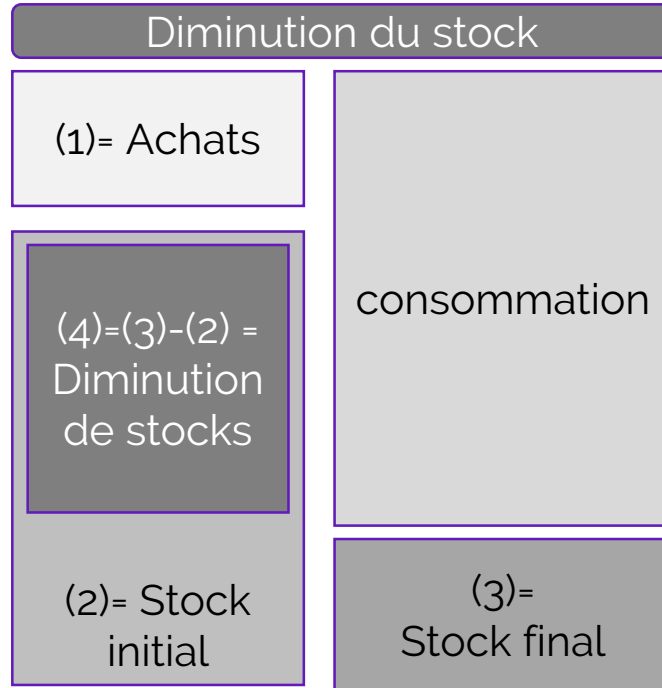 Diminution du stock
(1)= Achats
(4)=(3)-(2) =
Diminution
de stocks
(2)= Stock
initial
consommation
(3)=
Stock final